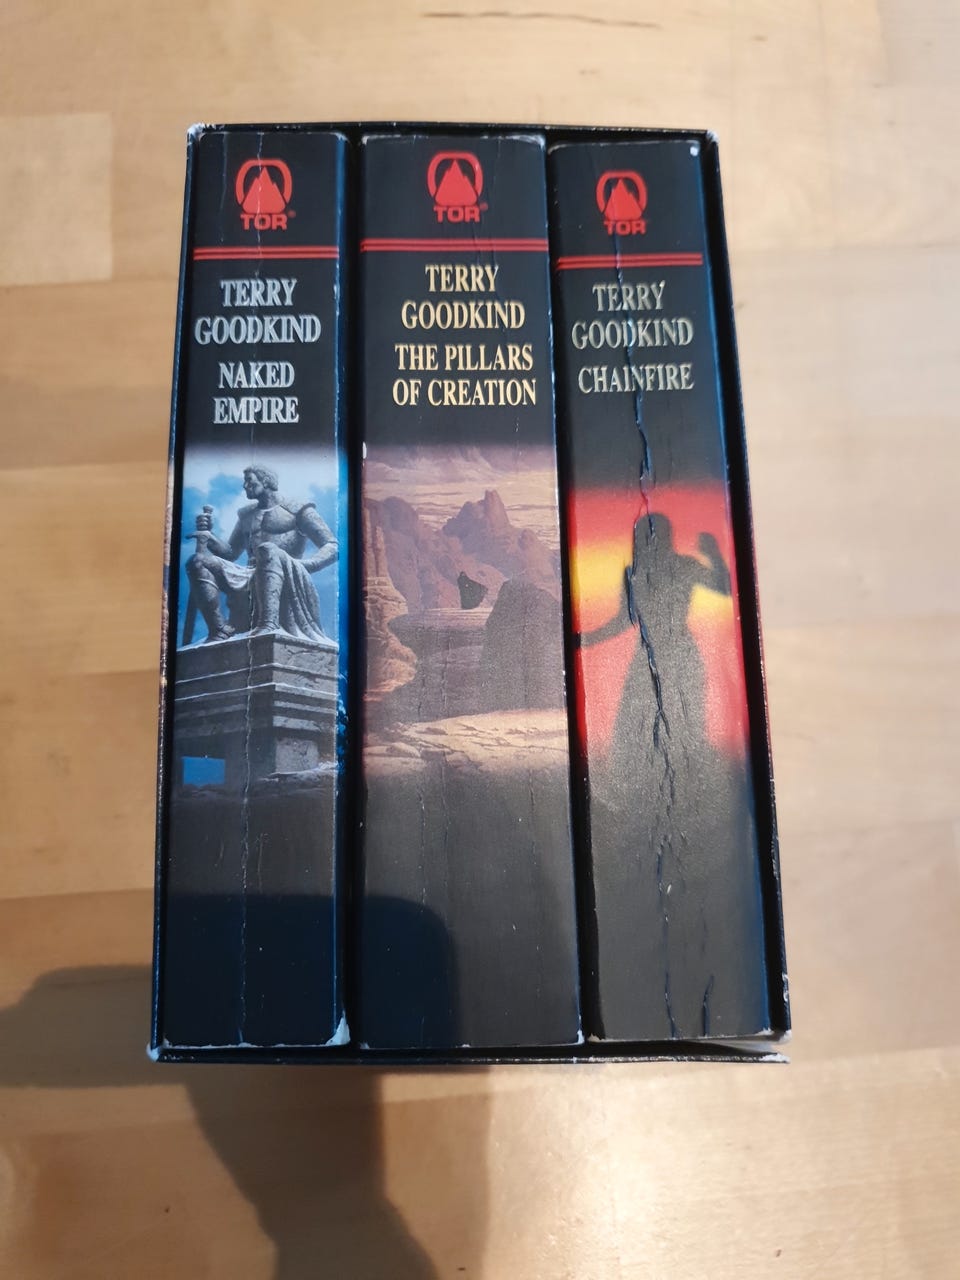 TOR®
TERRY
GOODKIND
NAKED
EMPIRE
TOR®
TERRY
GOODKIND
THE PILLARS
OF CREATION
TOR®
TERRY
GOODKIND
CHAINFIRE